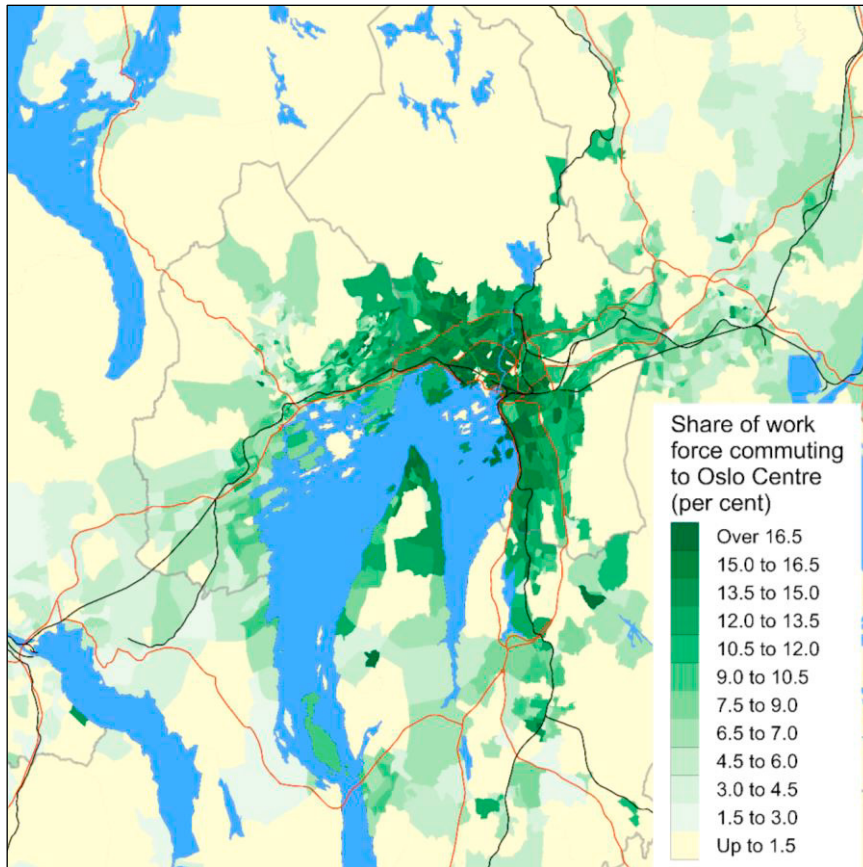 Share of work
force commuting
to Oslo Centre
(per cent)
Over 16.5
15.0 to 16.5
13.5 to 15.0
12.0 to 13.5
10.5 to 12.0
9.0 to 10.5
7.5 to 9.0
6.5 to 7.0
4.5 to 6.0
3.0 to 4.5
1.5 to 3.0
Up to 1.5